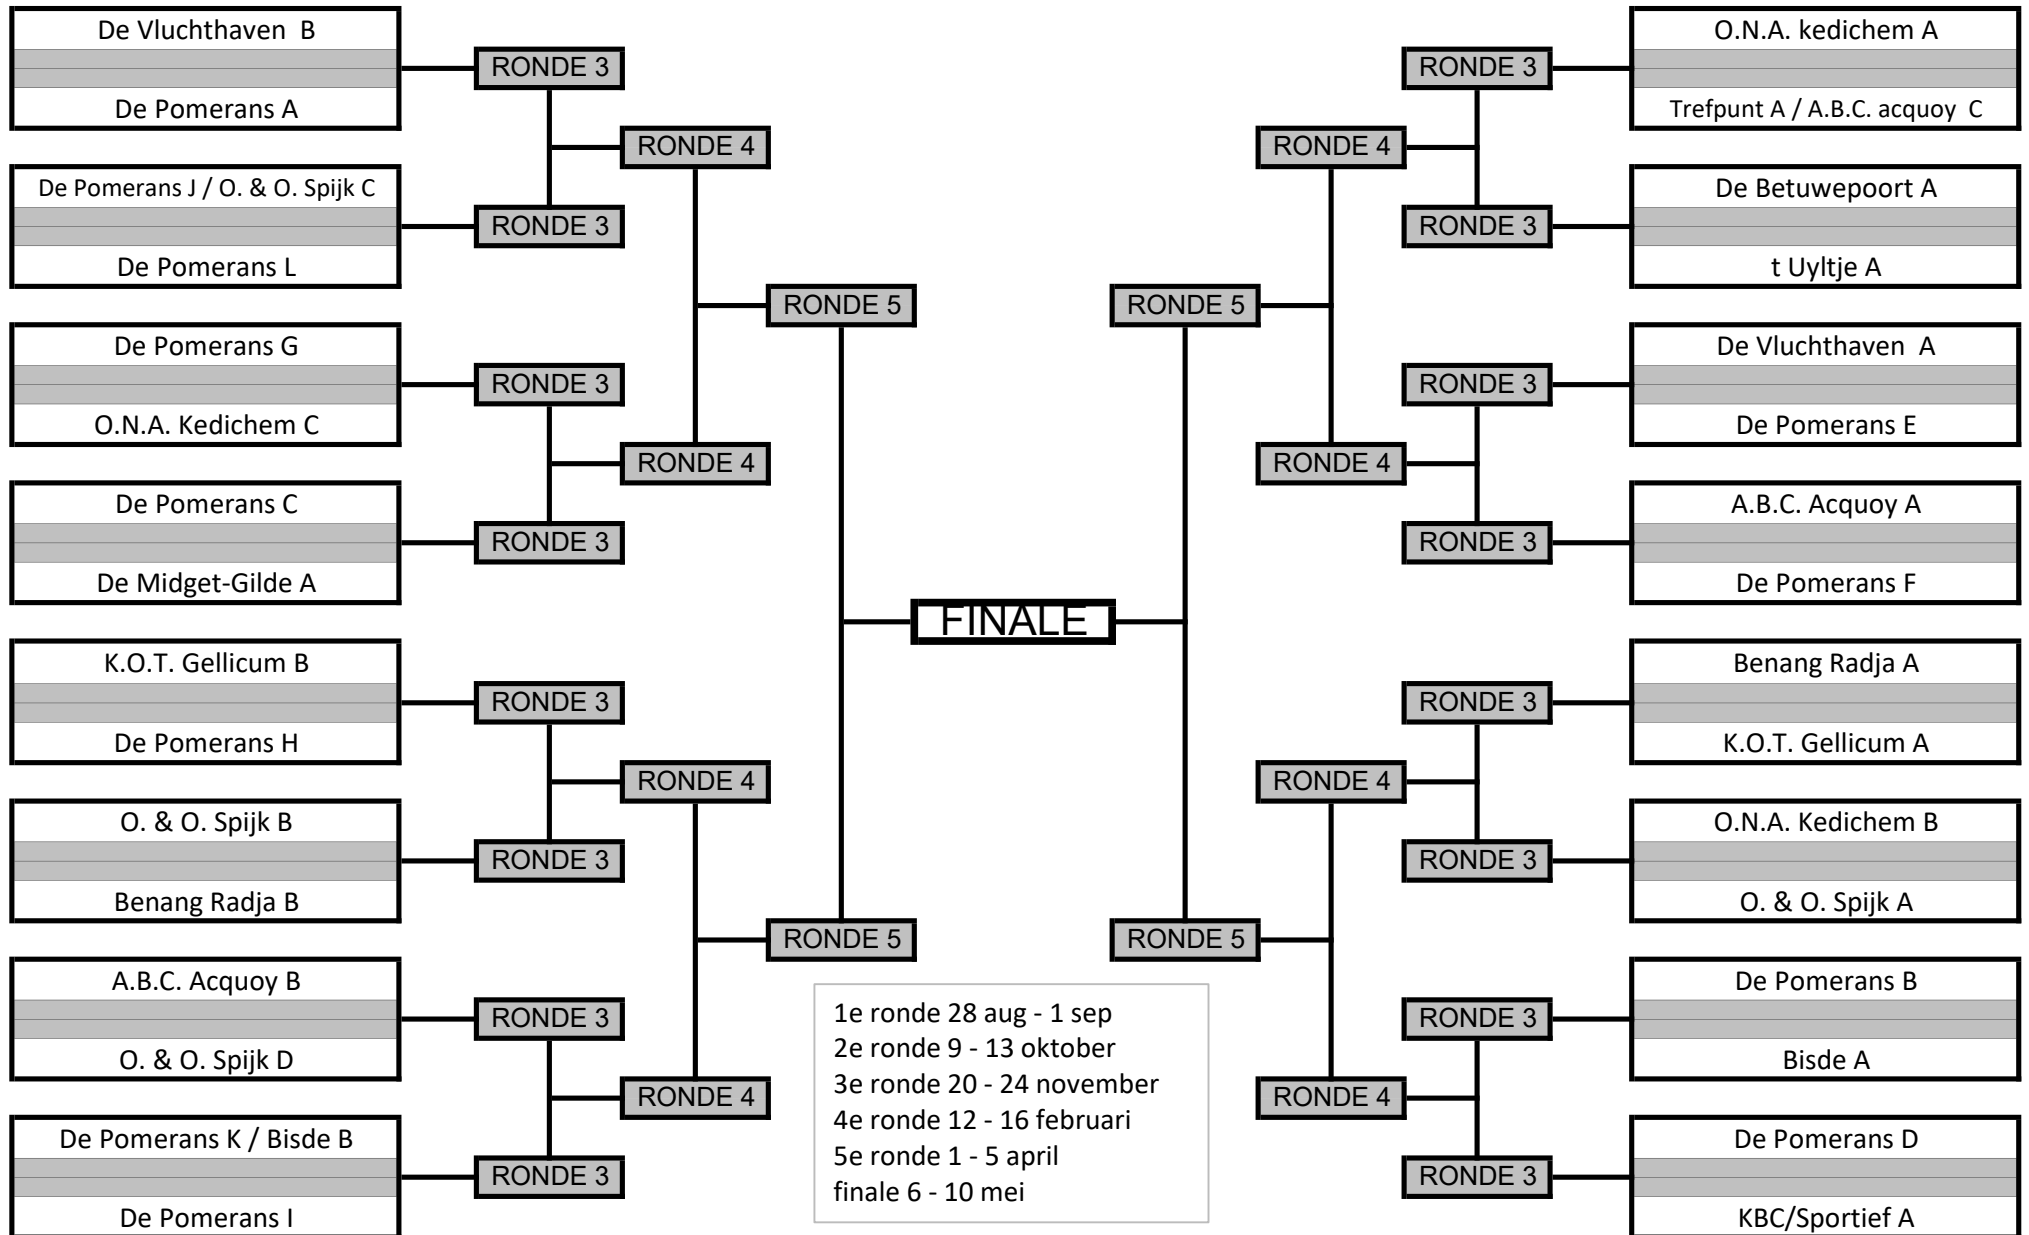 De Vluchthaven  B
De Pomerans A
De Pomerans J / O. & O. Spijk C
De Pomerans L
De Pomerans G
O.N.A. Kedichem C
De Pomerans C
De Midget-Gilde A
K.O.T. Gellicum B
De Pomerans H
O. & O. Spijk B
Benang Radja B
A.B.C. Acquoy B
O. & O. Spijk D
De Pomerans K / Bisde B
De Pomerans I
RONDE 3
RONDE 3
RONDE 3
RONDE 3
RONDE 3
RONDE 3
RONDE 3
RONDE 3
RONDE 4
RONDE 4
RONDE 4
RONDE 4
RONDE 5
RONDE 5
FINALE
1e ronde 28 aug - 1 sep
2e ronde 9 - 13 oktober
3e ronde 20 - 24 november
4e ronde 12 - 16 februari
5e ronde 1 - 5 april
finale 6 - 10 mei
RONDE 5
RONDE 5
RONDE 4
RONDE 4
RONDE 4
RONDE 4
RONDE 3
RONDE 3
RONDE 3
RONDE 3
RONDE 3
RONDE 3
RONDE 3
RONDE 3
O.N.A. kedichem A
Trefpunt A / A.B.C. acquoy  C
De Betuwepoort A
t Uyltje A
De Vluchthaven  A
De Pomerans E
A.B.C. Acquoy A
De Pomerans F
Benang Radja A
K.O.T. Gellicum A
O.N.A. Kedichem B
O. & O. Spijk A
De Pomerans B
Bisde A
De Pomerans D
KBC/Sportief A